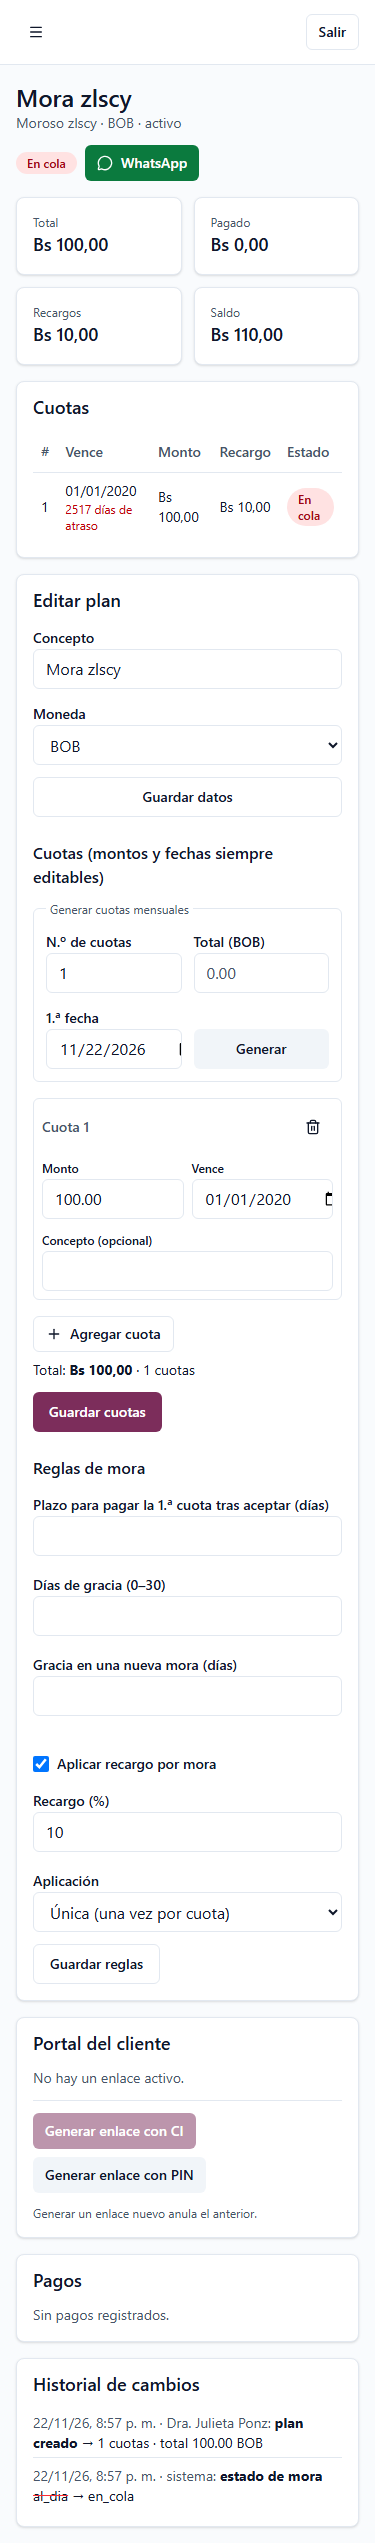 Salir
Mora zlscy
Moroso zlscy · BOB · activo
En cola
WhatsApp
Total
Bs 100,00
Pagado
Bs 0,00
Recargos
Bs 10,00
Saldo
Bs 110,00
Cuotas
# Vence Monto Recargo Estado
1
01/01/2020
2517 días de
atraso
Bs
100,00
Bs 10,00
En
cola
Editar plan
Concepto
Mora zlscy
Moneda
BOB
Guardar datos
Cuotas (montos y fechas siempre
editables)
Generar cuotas mensuales
N.º de cuotas
1
Total (BOB)
0.00
1.ª fecha
11/22/2026
Generar
Cuota 1
Monto
100.00
Vence
01/01/2020
Concepto (opcional)
Agregar cuota
Total: Bs 100,00 · 1 cuotas
Guardar cuotas
Reglas de mora
Plazo para pagar la 1.ª cuota tras aceptar (días)
Días de gracia (0–30)
Gracia en una nueva mora (días)
Aplicar recargo por mora
Recargo (%)
10
Aplicación
Única (una vez por cuota)
Guardar reglas
Portal del cliente
No hay un enlace activo.
Generar enlace con CI
Generar enlace con PIN
Generar un enlace nuevo anula el anterior.
Pagos
Sin pagos registrados.
Historial de cambios
22/11/26, 8:57 p. m. · Dra. Julieta Ponz: plan
creado → 1 cuotas · total 100.00 BOB
22/11/26, 8:57 p. m. · sistema: estado de mora
al_dia → en_cola